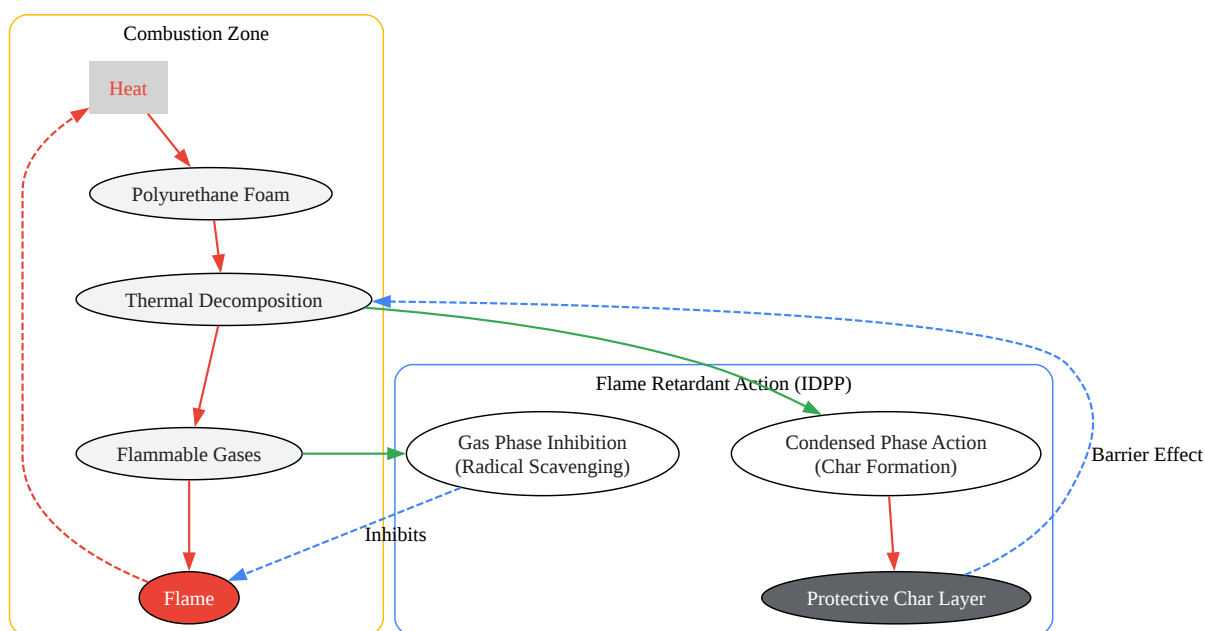 Combustion Zone
Heat
Polyurethane Foam
Thermal Decomposition
Flammable Gases
Flame
Flame Retardant Action (IDPP)
Gas Phase Inhibition
(Radical Scavenging)
Condensed Phase Action
(Char Formation)
Protective Char Layer
Inhibits
Barrier Effect